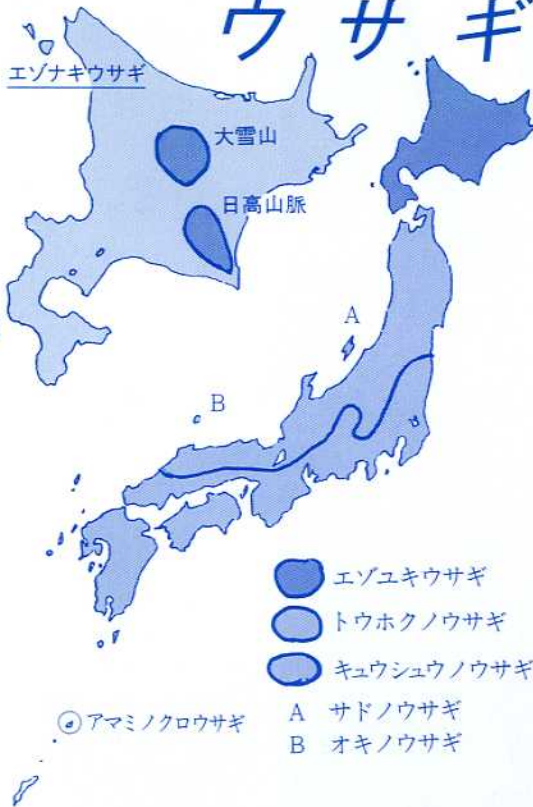 ウサギ
エゾナキウサギ
大雪山
日高山脈
A
B
エゾユキウサギ
トウホクノウサギ
キュウシュウノウサギ
A サドノウサギ
B オキノウサギ
アマミノクロウサギ